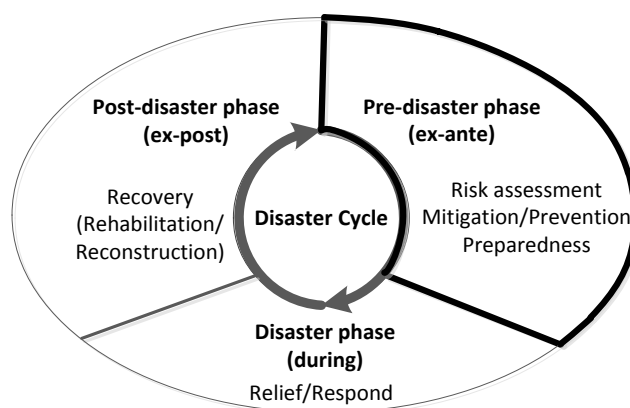 Post-disaster phase
(ex-post)
Recovery
(Rehabilitation/
Reconstruction)
Pre-disaster phase
(ex-ante)
Risk assessment
Mitigation/Prevention
Preparedness
Disaster Cycle
Disaster phase
(during)
Relief/Respond